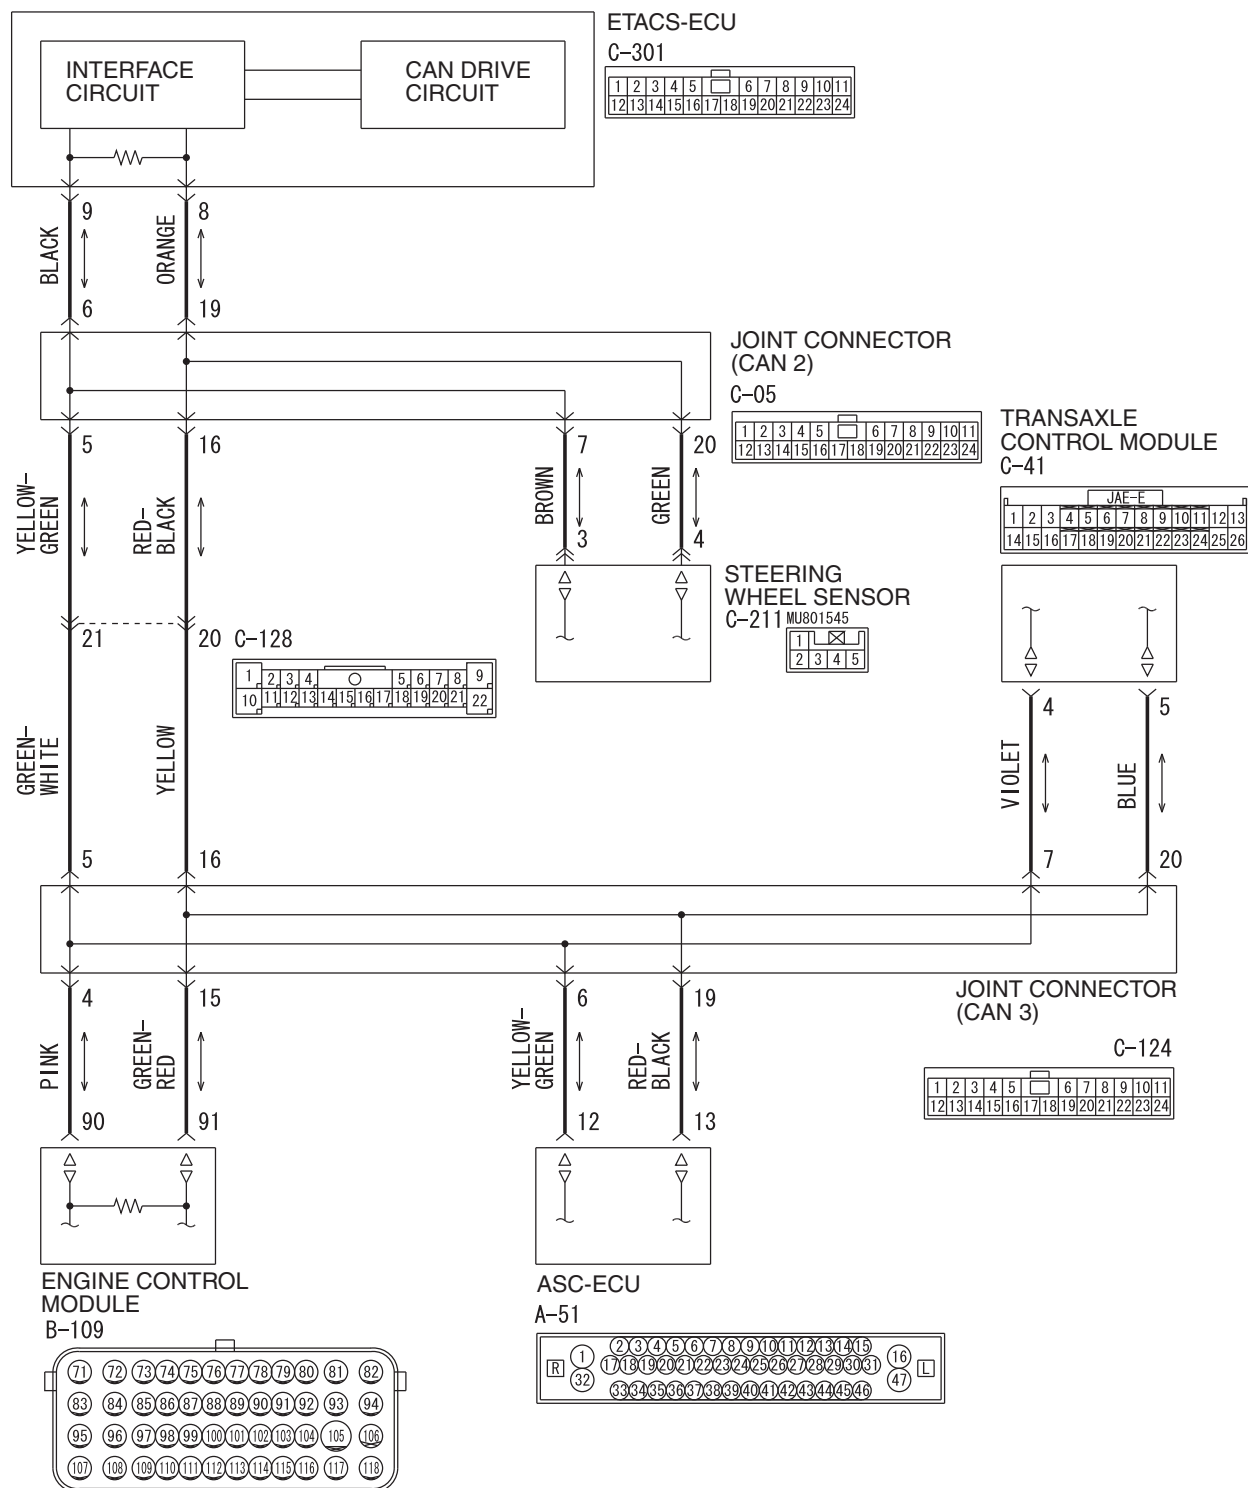 ETACS-ECU
C-301
INTERFACE
CIRCUIT
CAN DRIVE
CIRCUIT
1 2 3 4 5 6 7 8 9 10 11
12 13 14 15 16 17 18 19 20 21 22 23 24
9 8
BLACK
ORANGE
6 19
JOINT CONNECTOR
(CAN 2)
C-05
1 2 3 4 5 6 7 8 9 10 11
12 13 14 15 16 17 18 19 20 21 22 23 24
TRANSAXLE
CONTROL MODULE
C-41
JAE-E
1 2 3 4 5 6 7 8 9 10 11 12 13
14 15 16 17 18 19 20 21 22 23 24 25 26
5 16 7 20
YELLOW-
GREEN
RED-
BLACK
BROWN
GREEN
3 4
STEERING
WHEEL SENSOR
C-211 MU801545
1
2 3 4 5
21 20 C-128
1 2 3 4 5 6 7 8 9
10 11 12 13 14 15 16 17 18 19 20 21 22
4 5
GREEN-
WHITE
YELLOW
VIOLET
BLUE
5 16 7 20
4 15 6 19
JOINT CONNECTOR
(CAN 3)
C-124
1 2 3 4 5 6 7 8 9 10 11
12 13 14 15 16 17 18 19 20 21 22 23 24
PINK
GREEN-
RED
YELLOW-
GREEN
RED-
BLACK
90 91 12 13
ENGINE CONTROL
MODULE
B-109
71 72 73 74 75 76 77 78 79 80 81 82
83 84 85 86 87 88 89 90 91 92 93 94
95 96 97 98 99 100 101 102 103 104 105 106
107 108 109 110 111 112 113 114 115 116 117 118
ASC-ECU
A-51
R 1 2 3 4 5 6 7 8 9 10 11 12 13 14 15 16 L
17 18 19 20 21 22 23 24 25 26 27 28 29 30 31
32 33 34 35 36 37 38 39 40 41 42 43 44 45 46 47